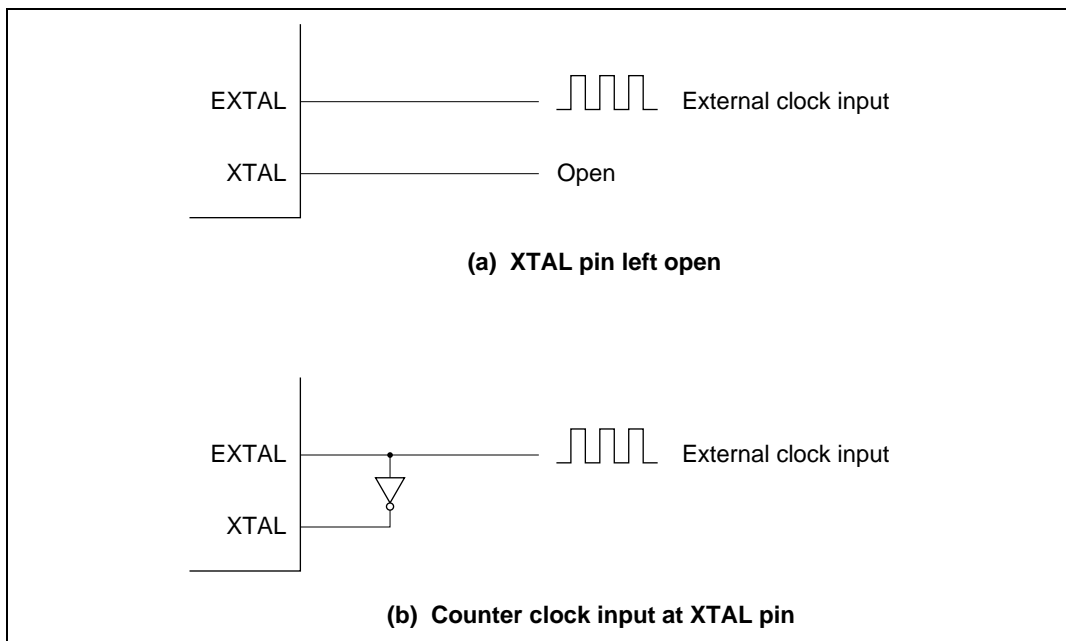 EXTAL External clock input
XTAL Open
(a) XTAL pin left open
EXTAL External clock input
XTAL
(b) Counter clock input at XTAL pin